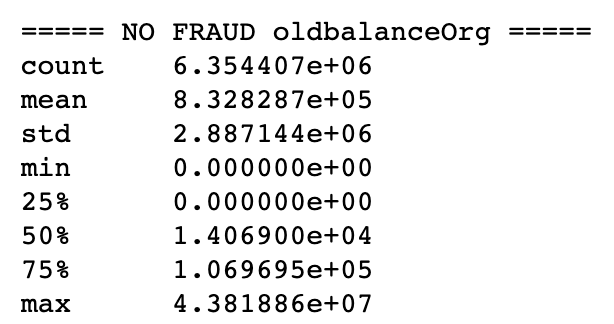 ===== NO FRAUD oldbalanceOrg =====
count    6.354407e+06
mean     8.328287e+05
std      2.887144e+06
min      0.000000e+00
25%      0.000000e+00
50%      1.406900e+04
75%      1.069695e+05
max      4.381886e+07